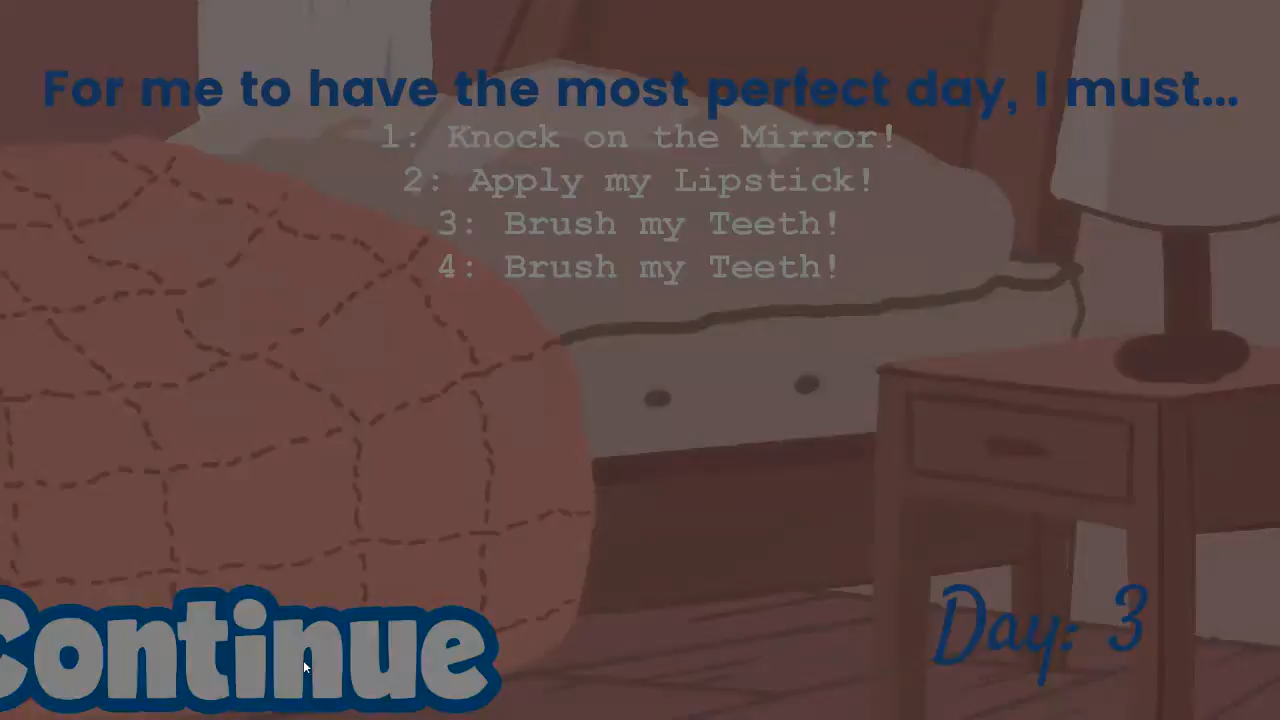 For me to have the most perfect day, I must...
1: Knock on the Mirror!
2: Apply my Lipstick!
3: Brush my Teeth!
4: Brush my Teeth!
Continue
Day: 3